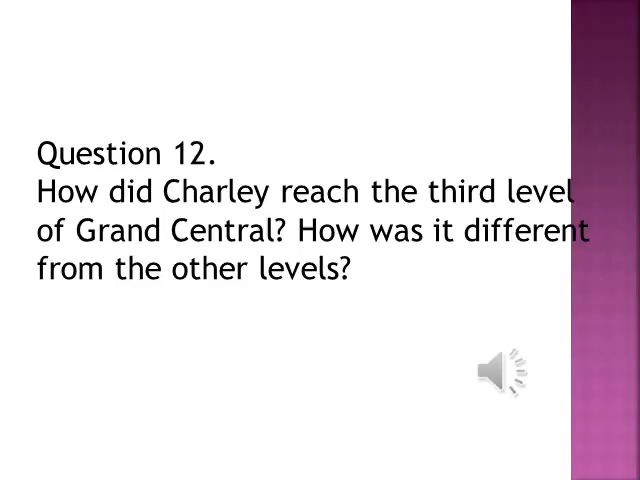 Question 12.
How did Charley reach the third level
of Grand Central? How was it different
from the other levels?